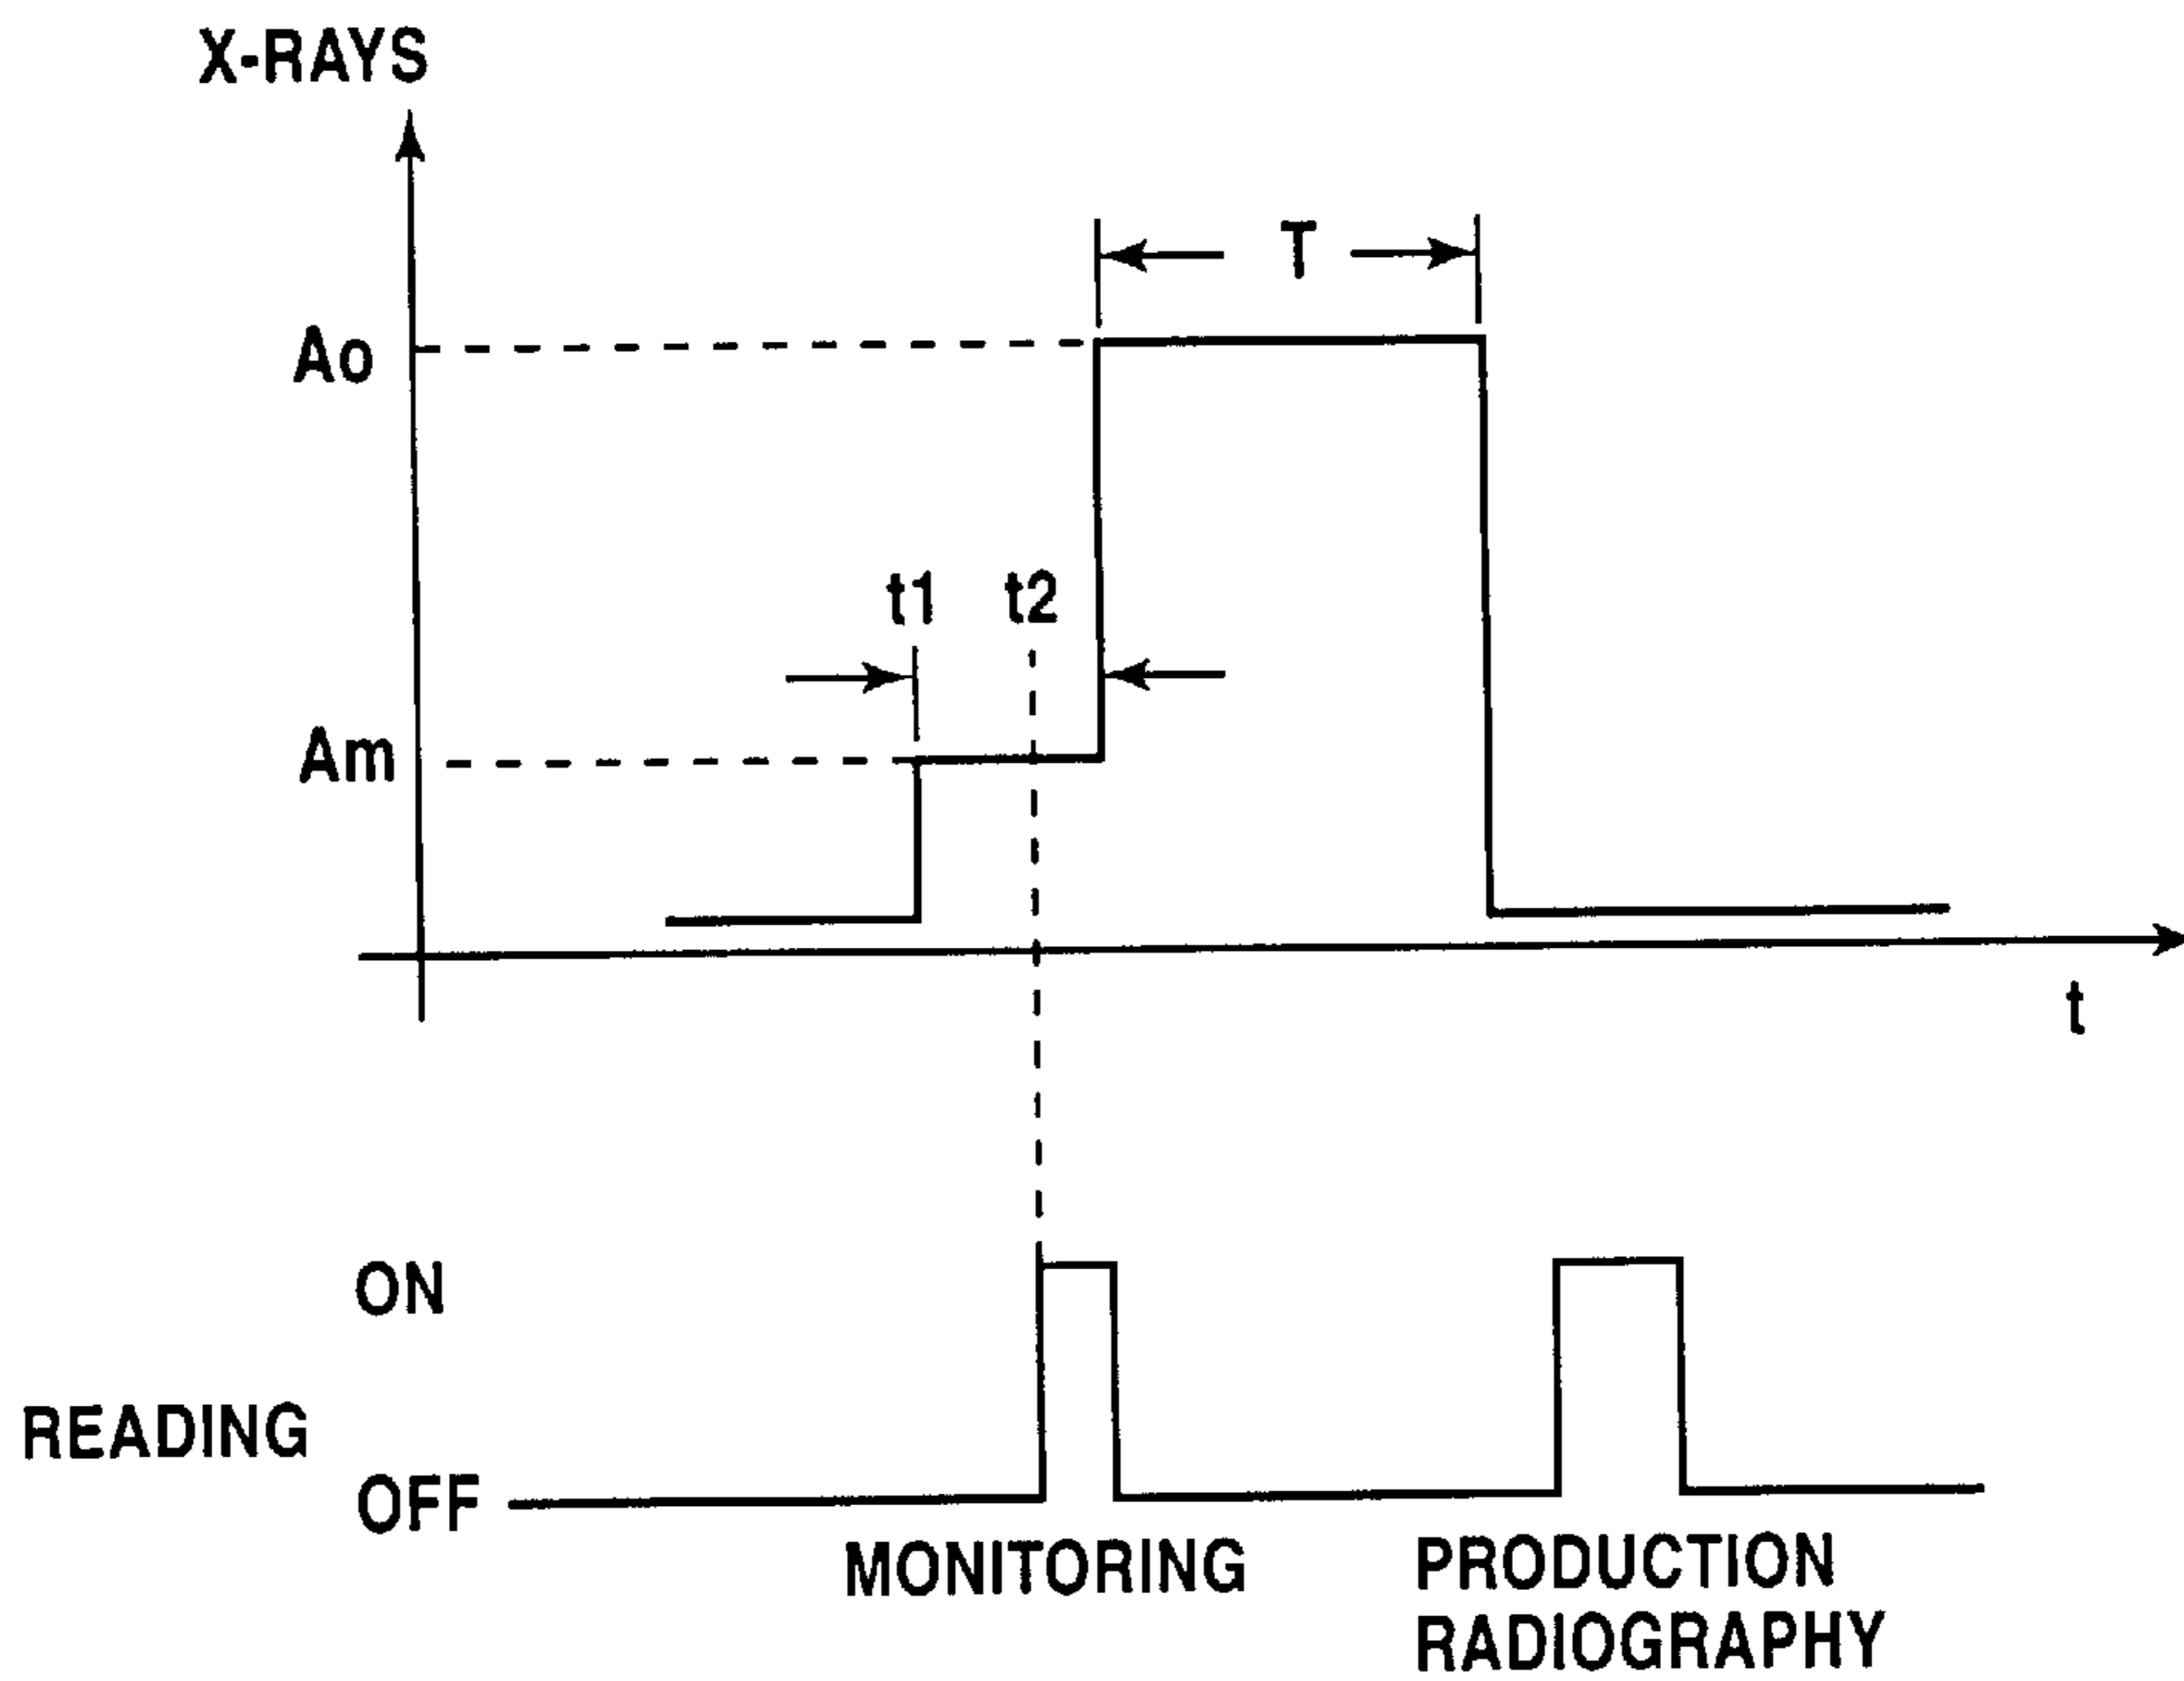 X-RAYS
T
Ao
t1 t2
Am
t
ON
READING
OFF
MONITORING
PRODUCTION
RADIOGRAPHY